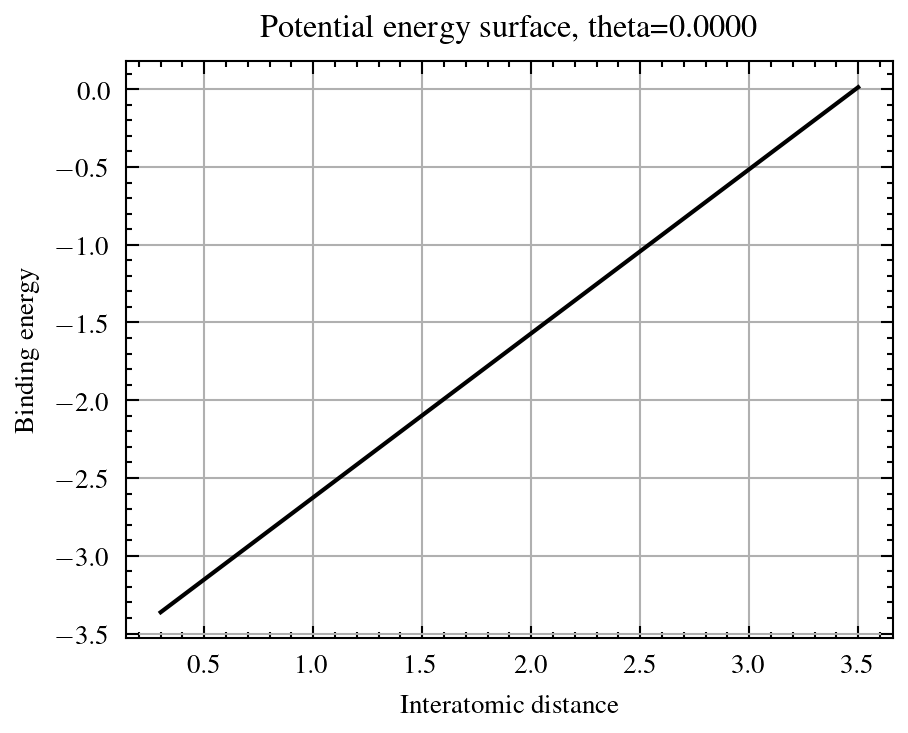 Potential energy surface, theta=0.0000
0.0
−0.5
−1.0
−1.5
−2.0
−2.5
−3.0
−3.5
Binding energy
0.5 1.0 1.5 2.0 2.5 3.0 3.5
Interatomic distance